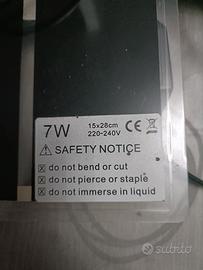 7W
15x28cm
220-240V
CE
⚠ SAFETY NOTICE
☒ do not bend or cut
☒ do not pierce or staple
☒ do not immerse in liquid
subito